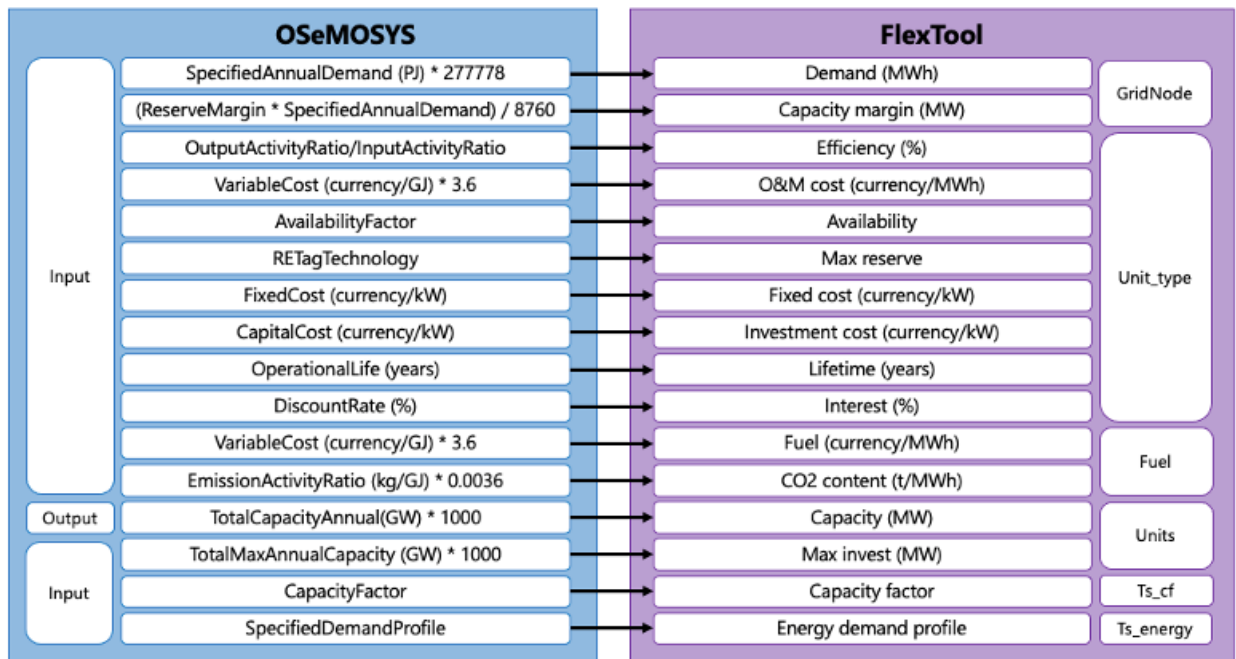 OSeMOSYS
FlexTool
Input
SpecifiedAnnualDemand (PJ) * 277778
Demand (MWh)
GridNode
(ReserveMargin * SpecifiedAnnualDemand) / 8760
Capacity margin (MW)
OutputActivityRatio/InputActivityRatio
Efficiency (%)
Unit_type
VariableCost (currency/GJ) * 3.6
O&M cost (currency/MWh)
AvailabilityFactor
Availability
RETagTechnology
Max reserve
FixedCost (currency/kW)
Fixed cost (currency/kW)
CapitalCost (currency/kW)
Investment cost (currency/kW)
OperationalLife (years)
Lifetime (years)
DiscountRate (%)
Interest (%)
VariableCost (currency/GJ) * 3.6
Fuel (currency/MWh)
Fuel
EmissionActivityRatio (kg/GJ) * 0.0036
CO2 content (t/MWh)
Output
TotalCapacityAnnual(GW) * 1000
Capacity (MW)
Units
Input
TotalMaxAnnualCapacity (GW) * 1000
Max invest (MW)
CapacityFactor
Capacity factor
Ts_cf
SpecifiedDemandProfile
Energy demand profile
Ts_energy